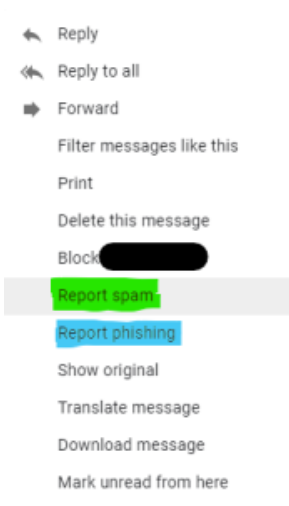 Reply
Reply to all
Forward
Filter messages like this
Print
Delete this message
Block
Report spam
Report phishing
Show original
Translate message
Download message
Mark unread from here